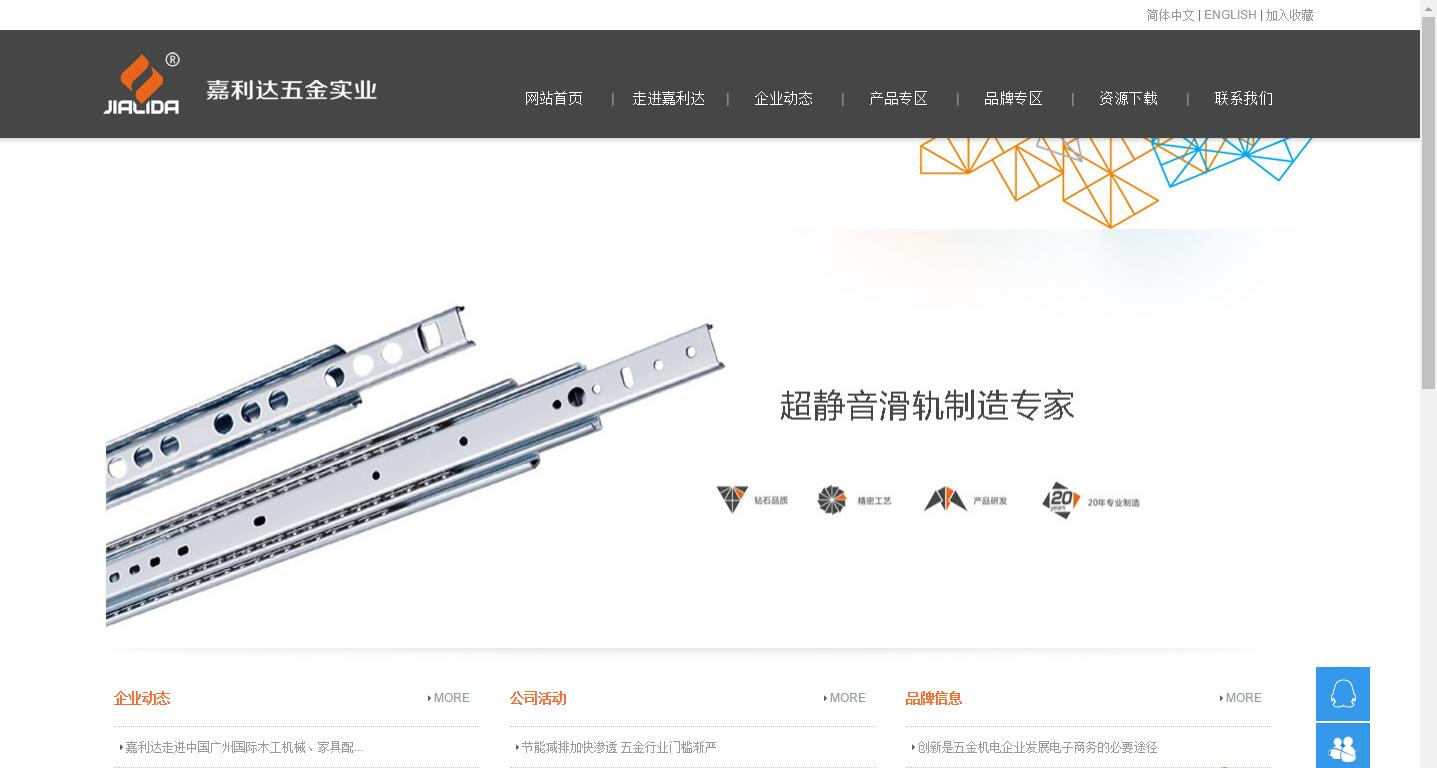 简体中文 | ENGLISH | 加入收藏
JIALIDA ® 嘉利达五金实业
网站首页 | 走进嘉利达 | 企业动态 | 产品专区 | 品牌专区 | 资源下载 | 联系我们
超静音滑轨制造专家
钻石品质 精密工艺 产品研发 20 years 20年专业制造
企业动态 MORE 公司活动 MORE 品牌信息 MORE
嘉利达走进中国广州国际木工机械、家具配... 节能减排加快渗透 五金行业门槛渐严 创新是五金机电企业发展电子商务的必要途径